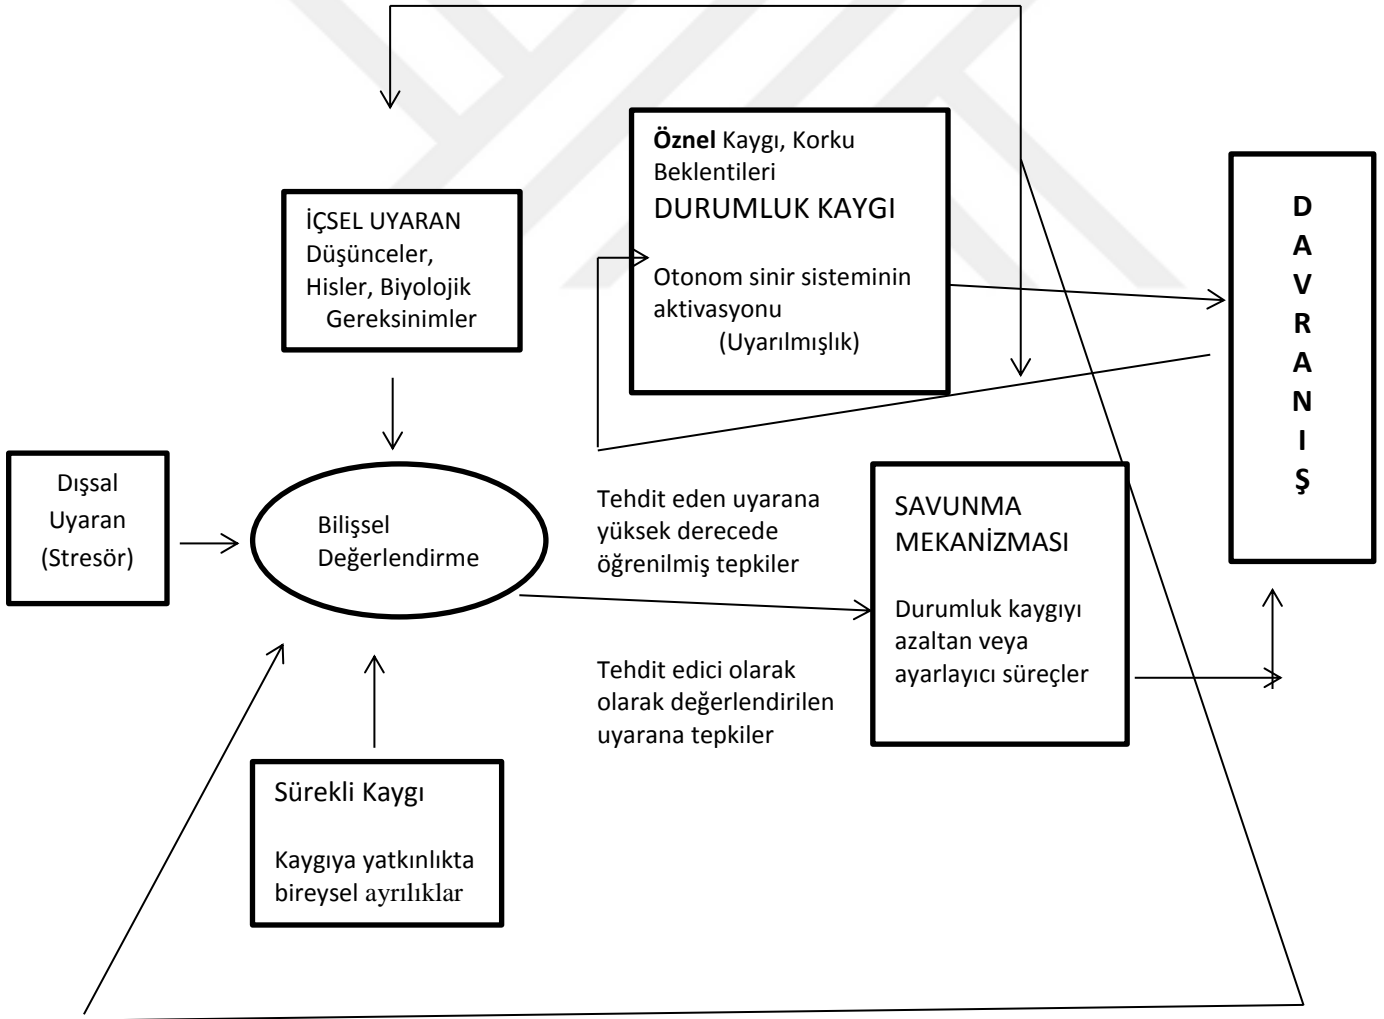 Öznel Kaygı, Korku
Beklentileri
DURUMLUK KAYGI
Otonom sinir sisteminin
aktivasyonu
(Uyarılmışlık)
D
A
V
R
A
N
I
Ş
İÇSEL UYARAN
Düşünceler,
Hisler, Biyolojik
Gereksinimler
Dışsal
Uyaran
(Stresör)
Bilişsel
Değerlendirme
Tehdit eden uyarana
yüksek derecede
öğrenilmiş tepkiler
Tehdit edici olarak
olarak değerlendirilen
uyarana tepkiler
SAVUNMA
MEKANİZMASI
Durumluk kaygıyı
azaltan veya
ayarlayıcı süreçler
Sürekli Kaygı
Kaygıya yatkınlıkta
bireysel ayrılıklar